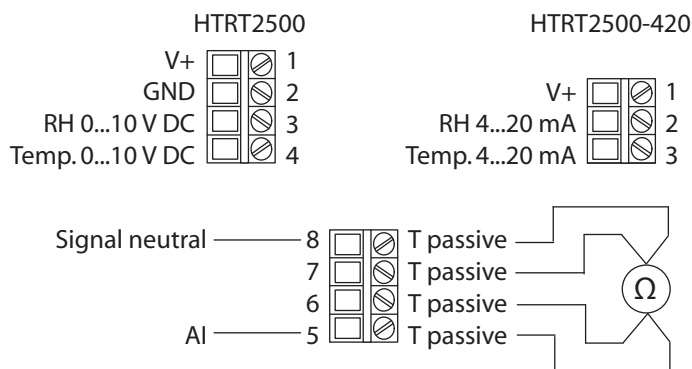 HTRT2500
V+ 1
GND 2
RH 0...10 V DC 3
Temp. 0...10 V DC 4
HTRT2500-420
V+ 1
RH 4...20 mA 2
Temp. 4...20 mA 3
Signal neutral 8 T passive
7 T passive
6 T passive
AI 5 T passive
Ω